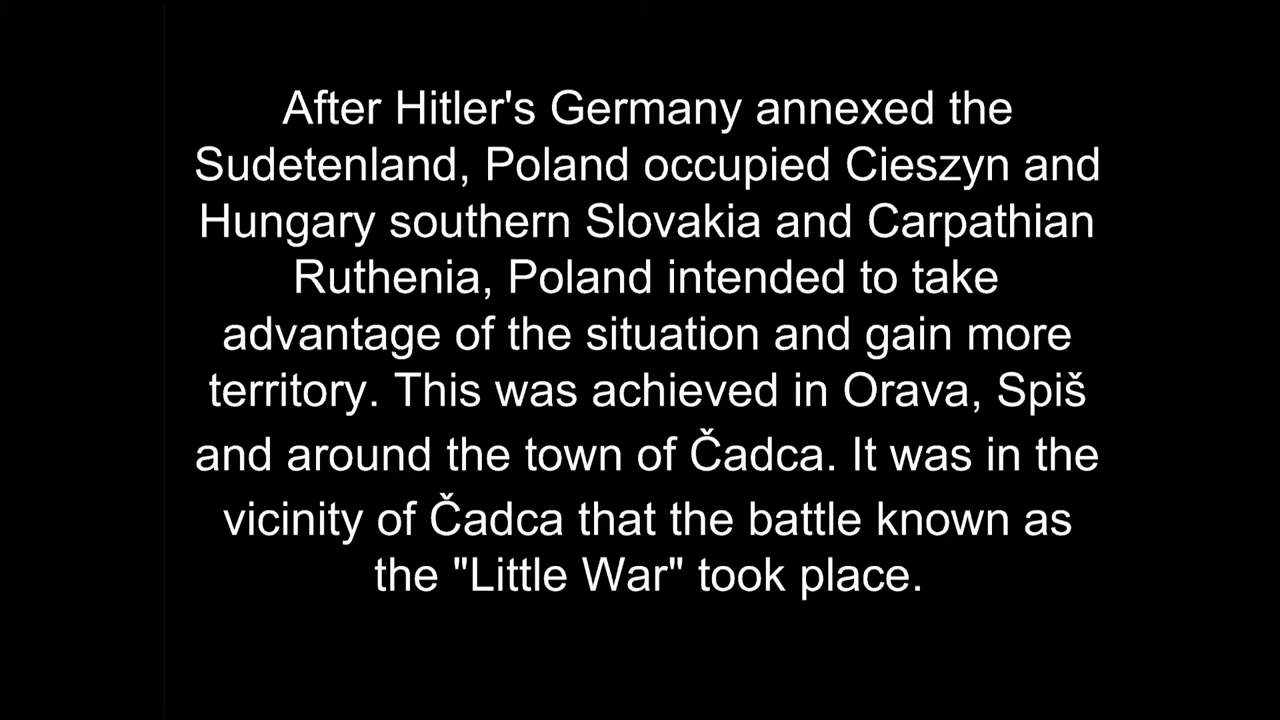 After Hitler's Germany annexed the
Sudetenland, Poland occupied Cieszyn and
Hungary southern Slovakia and Carpathian
Ruthenia, Poland intended to take
advantage of the situation and gain more
territory. This was achieved in Orava, Spiš
and around the town of Čadca. It was in the
vicinity of Čadca that the battle known as
the "Little War" took place.